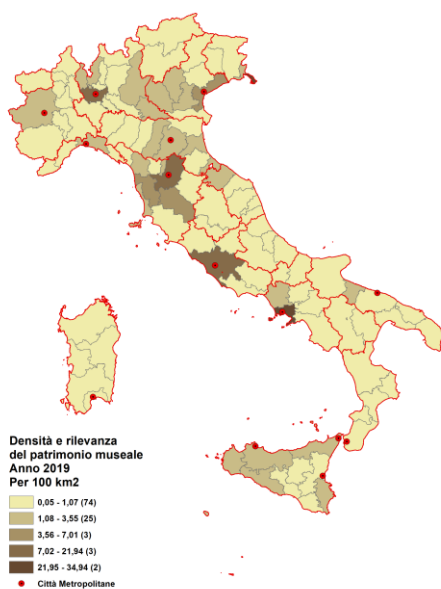 Densità e rilevanza
del patrimonio museale
Anno 2019
Per 100 km2
0,05 - 1,07 (74)
1,08 - 3,55 (25)
3,56 - 7,01 (3)
7,02 - 21,94 (3)
21,95 - 34,94 (2)
Città Metropolitane